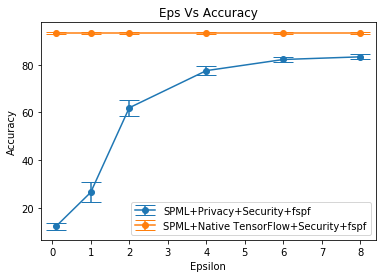 Eps Vs Accuracy
Accuracy
80
60
40
20
SPML+Privacy+Security+fspf
SPML+Native TensorFlow+Security+fspf
0 1 2 3 4 5 6 7 8
Epsilon